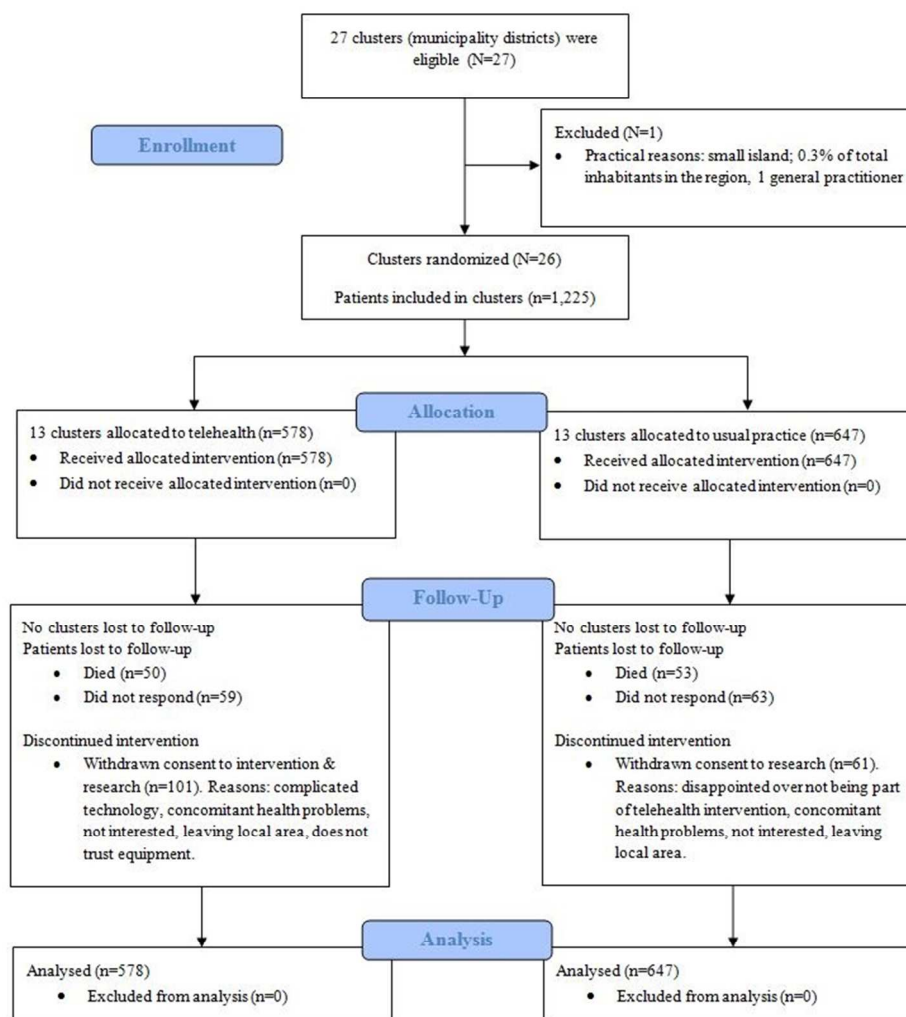 27 clusters (municipality districts) were
eligible (N=27)
Enrollment
Excluded (N=1)
• Practical reasons: small island; 0.3% of total
inhabitants in the region, 1 general practitioner
Clusters randomized (N=26)
Patients included in clusters (n=1,225)
Allocation
13 clusters allocated to telehealth (n=578)
• Received allocated intervention (n=578)
• Did not receive allocated intervention (n=0)
13 clusters allocated to usual practice (n=647)
• Received allocated intervention (n=647)
• Did not receive allocated intervention (n=0)
Follow-Up
No clusters lost to follow-up
Patients lost to follow-up
• Died (n=50)
• Did not respond (n=59)
Discontinued intervention
• Withdrawn consent to intervention &
research (n=101). Reasons: complicated
technology, concomitant health problems,
not interested, leaving local area, does not
trust equipment.
No clusters lost to follow-up
Patients lost to follow-up
• Died (n=53)
• Did not respond (n=63)
Discontinued intervention
• Withdrawn consent to research (n=61).
Reasons: disappointed over not being part
of telehealth intervention, concomitant
health problems, not interested, leaving
local area.
Analysis
Analysed (n=578)
• Excluded from analysis (n=0)
Analysed (n=647)
• Excluded from analysis (n=0)